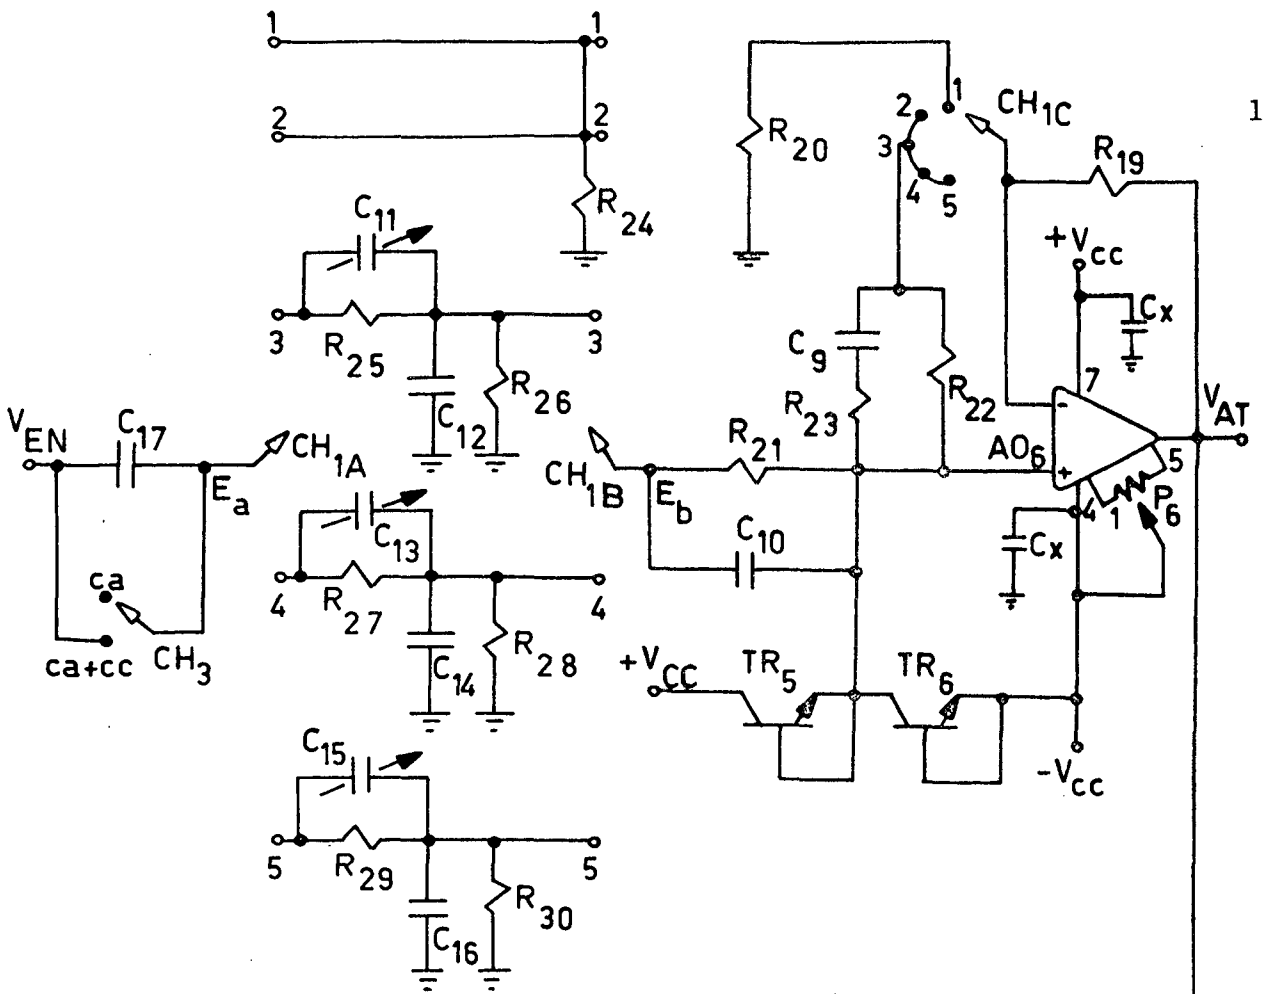 1 1
2 2
R24
C11
3 R25 3
C12 R26
VEN C17
Ea CH1A
ca
ca+cc CH3
C13
4 R27 4
C14 R28
C15
5 R29 5
C16 R30
R20
1
2
3
4
5
CH1C
1
R19
+Vcc
Cx
C9
R23
R22
7
-
+
AO6
VAT
5
P6
4 1
Cx
CH1B
Eb
R21
C10
+VCC
TR5
TR6
-Vcc